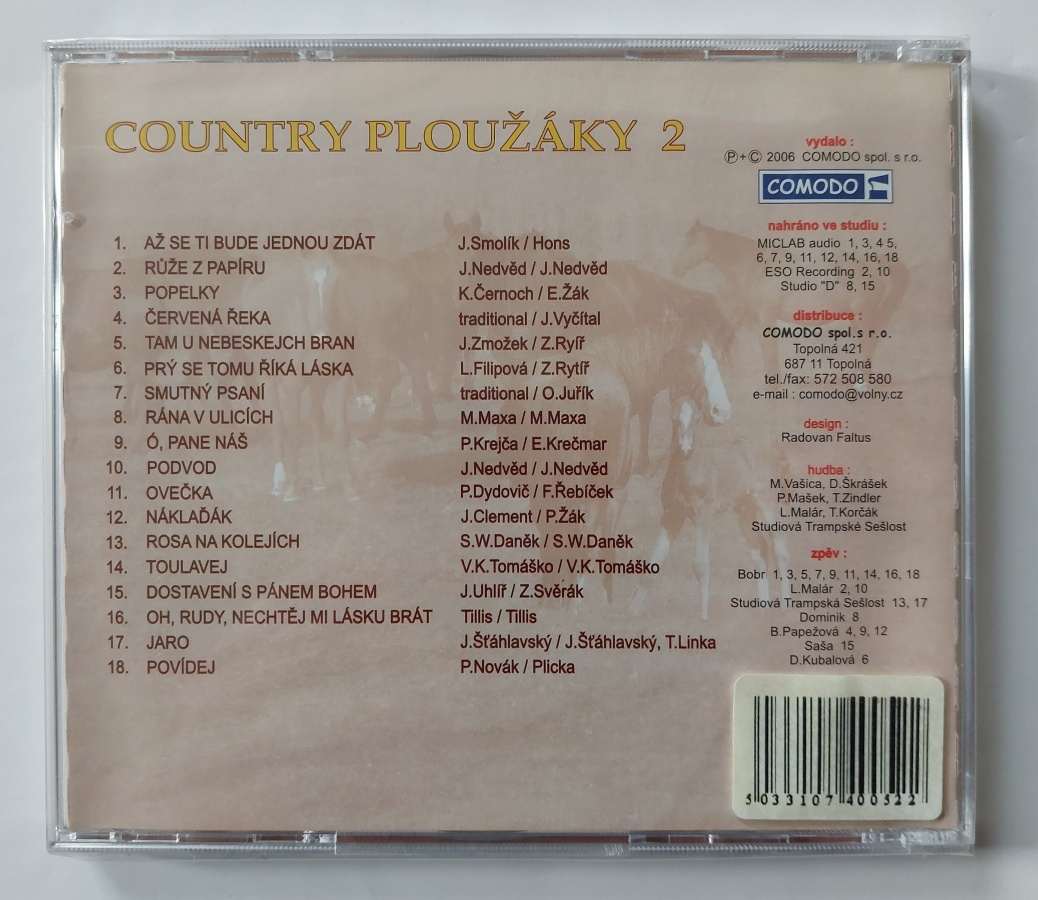 COUNTRY PLOUŽÁKY 2
1. AŽ SE TI BUDE JEDNOU ZDÁT J.Smolík / Hons
2. RŮŽE Z PAPÍRU J.Nedvěd / J.Nedvěd
3. POPELKY K.Černoch / E.Žák
4. ČERVENÁ ŘEKA traditional / J.Vyčítal
5. TAM U NEBESKEJCH BRAN J.Zmožek / Z.Ryíř
6. PRÝ SE TOMU ŘÍKÁ LÁSKA L.Filipová / Z.Rytíř
7. SMUTNÝ PSANÍ traditional / O.Juřík
8. RÁNA V ULICÍCH M.Maxa / M.Maxa
9. Ó, PANE NÁŠ P.Krejča / E.Krečmar
10. PODVOD J.Nedvěd / J.Nedvěd
11. OVEČKA P.Dydovič / F.Řebíček
12. NÁKLAĎÁK J.Clement / P.Žák
13. ROSA NA KOLEJÍCH S.W.Daněk / S.W.Daněk
14. TOULAVEJ V.K.Tomáško / V.K.Tomáško
15. DOSTAVENÍ S PÁNEM BOHEM J.Uhlíř / Z.Svěrák
16. OH, RUDY, NECHTĚJ MI LÁSKU BRÁT Tillis / Tillis
17. JARO J.Šťáhlavský / J.Šťáhlavský, T.Linka
18. POVÍDEJ P.Novák / Plicka
vydalo :
℗+© 2006 COMODO spol. s r.o.
COMODO
nahráno ve studiu :
MICLAB audio 1, 3, 4 5,
6, 7, 9, 11, 12, 14, 16, 18
ESO Recording 2, 10
Studio "D" 8, 15
distribuce :
COMODO spol.s r.o.
Topolná 421
687 11 Topolná
tel./fax: 572 508 580
e-mail : comodo@volny.cz
design :
Radovan Faltus
hudba :
M.Vašica, D.Škrášek
P.Mašek, T.Zindler
L.Malár, T.Korčák
Studiová Trampské Sešlost
zpěv :
Bobr 1, 3, 5, 7, 9, 11, 14, 16, 18
L.Malár 2, 10
Studiová Trampská Sešlost 13, 17
Dominik 8
B.Papežová 4, 9, 12
Saša 15
D.Kubalová 6
5 033107 400522